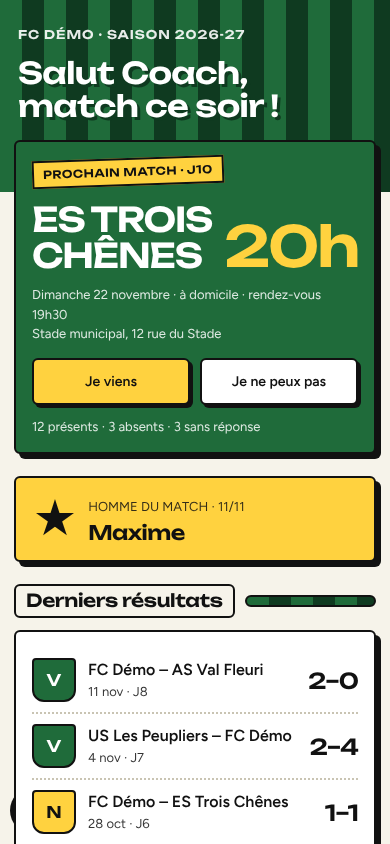 FC DÉMO · SAISON 2026-27
Salut Coach,
match ce soir !
PROCHAIN MATCH · J10
ES TROIS
CHÊNES
20h
Dimanche 22 novembre · à domicile · rendez-vous
19h30
Stade municipal, 12 rue du Stade
Je viens
Je ne peux pas
12 présents · 3 absents · 3 sans réponse
HOMME DU MATCH · 11/11
Maxime
Derniers résultats
V
FC Démo – AS Val Fleuri
11 nov · J8
2–0
V
US Les Peupliers – FC Démo
4 nov · J7
2–4
N
FC Démo – ES Trois Chênes
28 oct · J6
1–1